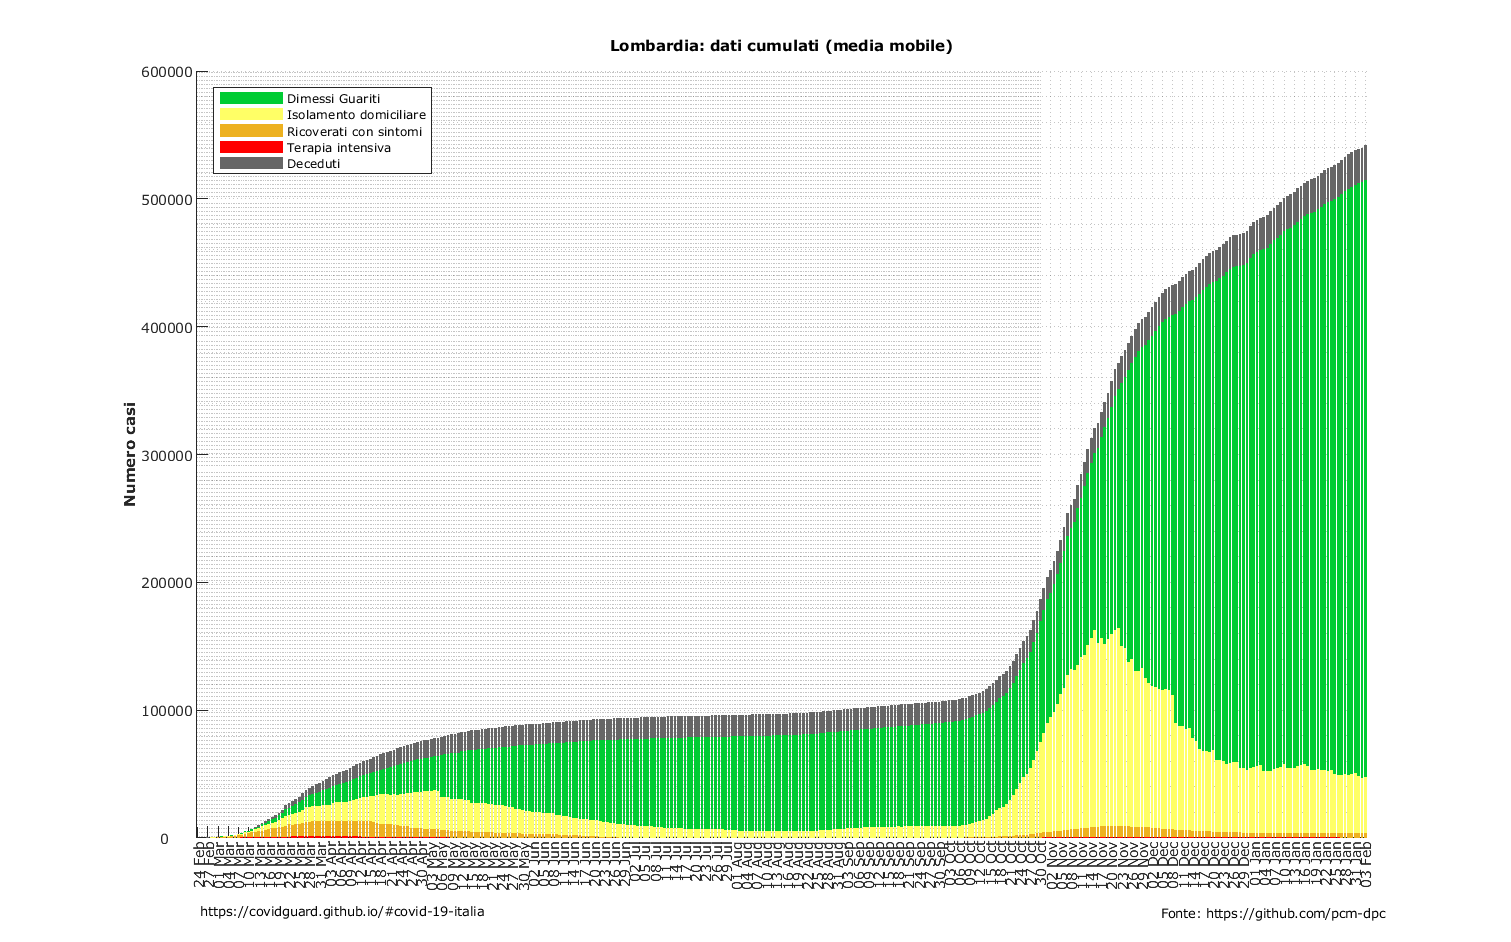 Lombardia: dati cumulati (media mobile)
600000
500000
400000
300000
200000
100000
0
Numero casi
Dimessi Guariti
Isolamento domiciliare
Ricoverati con sintomi
Terapia intensiva
Deceduti
24 Feb
27 Feb
01 Mar
04 Mar
07 Mar
10 Mar
13 Mar
16 Mar
19 Mar
22 Mar
25 Mar
28 Mar
31 Mar
03 Apr
06 Apr
09 Apr
12 Apr
15 Apr
18 Apr
21 Apr
24 Apr
27 Apr
30 Apr
03 May
06 May
09 May
12 May
15 May
18 May
21 May
24 May
27 May
30 May
02 Jun
05 Jun
08 Jun
11 Jun
14 Jun
17 Jun
20 Jun
23 Jun
26 Jun
29 Jun
02 Jul
05 Jul
08 Jul
11 Jul
14 Jul
17 Jul
20 Jul
23 Jul
26 Jul
29 Jul
01 Aug
04 Aug
07 Aug
10 Aug
13 Aug
16 Aug
19 Aug
22 Aug
25 Aug
28 Aug
31 Aug
03 Sep
06 Sep
09 Sep
12 Sep
15 Sep
18 Sep
21 Sep
24 Sep
27 Sep
30 Sep
03 Oct
06 Oct
09 Oct
12 Oct
15 Oct
18 Oct
21 Oct
24 Oct
27 Oct
30 Oct
02 Nov
05 Nov
08 Nov
11 Nov
14 Nov
17 Nov
20 Nov
23 Nov
26 Nov
29 Nov
02 Dec
05 Dec
08 Dec
11 Dec
14 Dec
17 Dec
20 Dec
23 Dec
26 Dec
29 Dec
01 Jan
04 Jan
07 Jan
10 Jan
13 Jan
16 Jan
19 Jan
22 Jan
25 Jan
28 Jan
31 Jan
03 Feb
https://covidguard.github.io/#covid-19-italia
Fonte: https://github.com/pcm-dpc